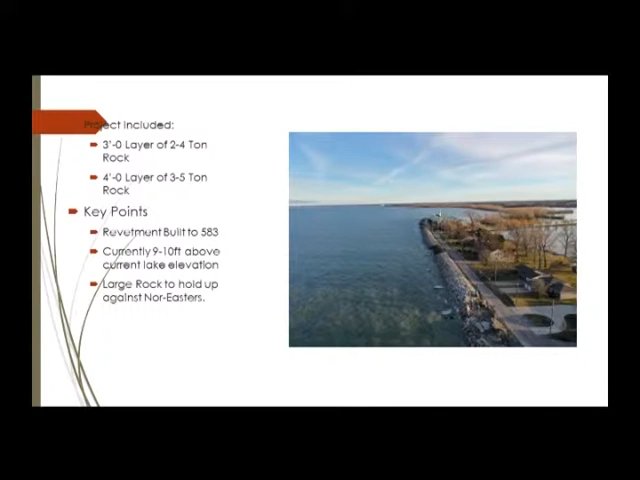 Project Included:
3'-0 Layer of 2-4 Ton
Rock
4'-0 Layer of 3-5 Ton
Rock
Key Points
Revetment Built to 583
Currently 9-10ft above
current lake elevation
Large Rock to hold up
against Nor-Easters.